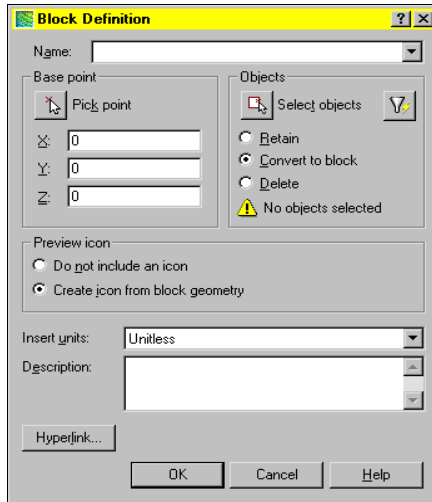 Block Definition
Name:
Base point
Pick point
X: 0
Y: 0
Z: 0
Objects
Select objects
Retain
Convert to block
Delete
No objects selected
Preview icon
Do not include an icon
Create icon from block geometry
Insert units: Unitless
Description:
Hyperlink...
OK Cancel Help